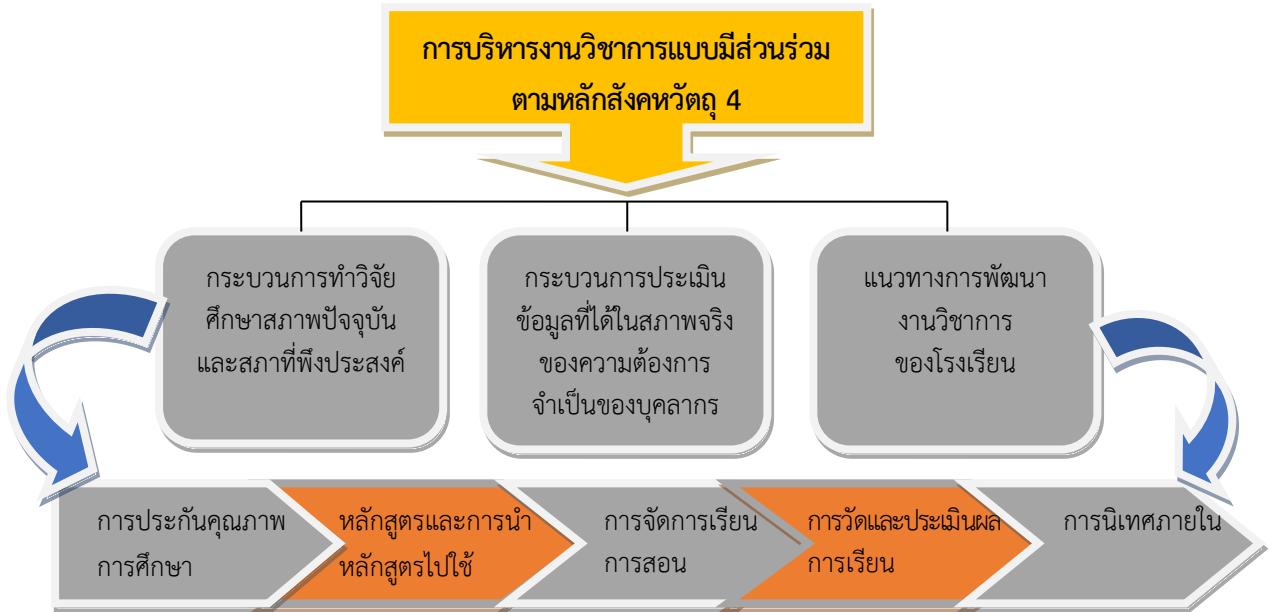 การบริหารงานวิชาการแบบมีส่วนร่วม
ตามหลักสังคหวัตถุ 4
กระบวนการทำวิจัย
ศึกษาสภาพปัจจุบัน
และสภาที่พึงประสงค์
กระบวนการประเมิน
ข้อมูลที่ได้ในสภาพจริง
ของความต้องการ
จำเป็นของบุคลากร
แนวทางการพัฒนา
งานวิชาการ
ของโรงเรียน
การประกันคุณภาพ
การศึกษา
หลักสูตรและการนำ
หลักสูตรไปใช้
การจัดการเรียน
การสอน
การวัดและประเมินผล
การเรียน
การนิเทศภายใน